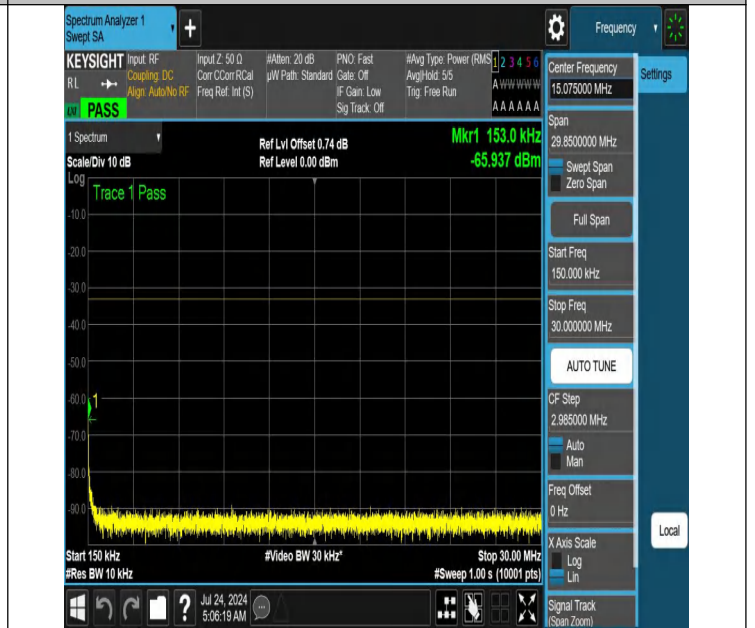 Spectrum Analyzer 1
Swept SA
+
Frequency
KEYSIGHT
RL
PASS
Input: RF
Coupling: DC
Align: Auto/No RF
Input Z: 50 Ω
Corr CCorr RCal
Freq Ref: Int (S)
#Atten: 20 dB
µW Path: Standard
PNO: Fast
Gate: Off
IF Gain: Low
Sig Track: Off
#Avg Type: Power (RMS
Avg|Hold: 5/5
Trig: Free Run
1 2 3 4 5 6
A W W W W W
A A A A A A
1 Spectrum
Scale/Div 10 dB
Ref Lvl Offset 0.74 dB
Ref Level 0.00 dBm
Mkr1 153.0 kHz
-65.937 dBm
Log
Trace 1 Pass
-10.0
-20.0
-30.0
-40.0
-50.0
-60.0
1
-70.0
-80.0
-90.0
Start 150 kHz
#Res BW 10 kHz
#Video BW 30 kHz*
Stop 30.00 MHz
#Sweep 1.00 s (10001 pts)
Center Frequency
15.075000 MHz
Settings
Span
29.8500000 MHz
Swept Span
Zero Span
Full Span
Start Freq
150.000 kHz
Stop Freq
30.000000 MHz
AUTO TUNE
CF Step
2.985000 MHz
Auto
Man
Freq Offset
0 Hz
X Axis Scale
Log
Lin
Local
Signal Track
(Span Zoom)
?
Jul 24, 2024
5:06:19 AM